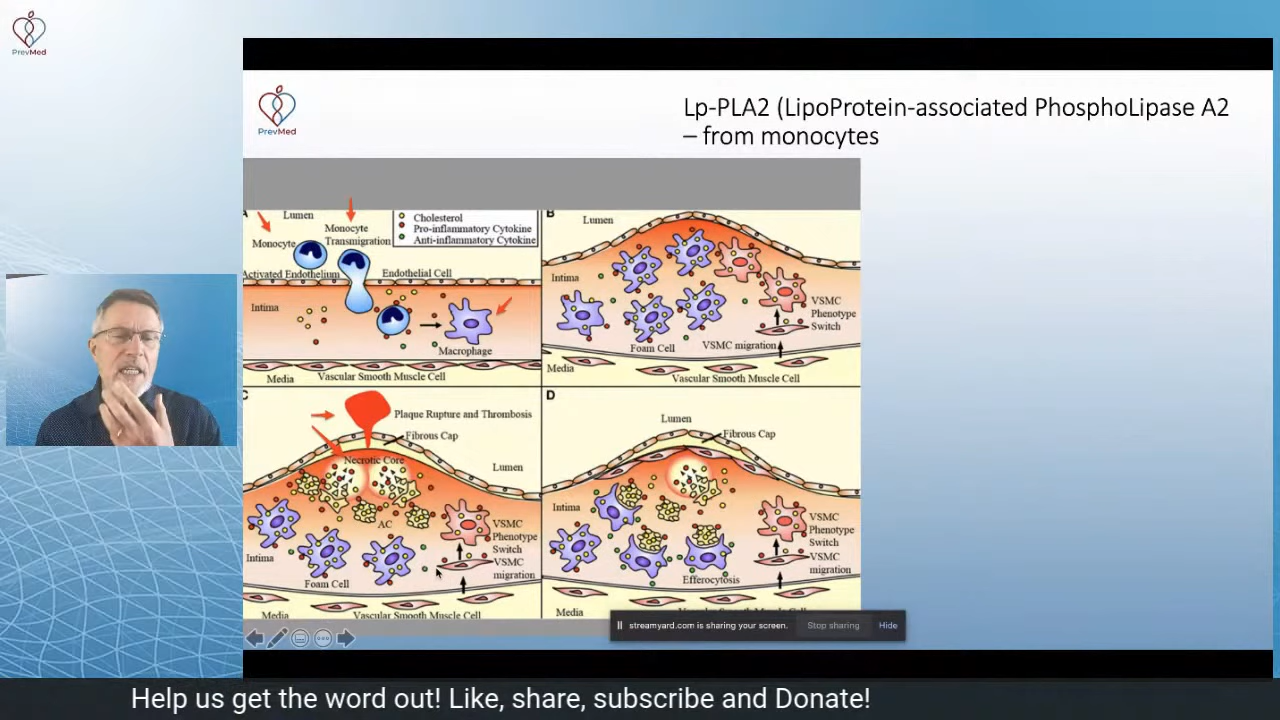 PrevMed
PrevMed
Lp-PLA2 (LipoProtein-associated PhosphoLipase A2
– from monocytes
Lumen
Monocyte
Monocyte
Transmigration
Cholesterol
Pro-inflammatory Cytokine
Anti-inflammatory Cytokine
Activated Endothelium
Endothelial Cell
Intima
Macrophage
Media
Vascular Smooth Muscle Cell
B
Lumen
Intima
VSMC
Phenotype
Switch
Foam Cell
VSMC migration
Media
Vascular Smooth Muscle Cell
C
Plaque Rupture and Thrombosis
Fibrous Cap
Necrotic Core
Lumen
AC
VSMC
Phenotype
Switch
VSMC
migration
Intima
Foam Cell
Media
Vascular Smooth Muscle Cell
D
Lumen
Fibrous Cap
Intima
VSMC
Phenotype
Switch
VSMC
migration
Efferocytosis
Media
streamyard.com is sharing your screen.
Stop sharing
Hide
Help us get the word out! Like, share, subscribe and Donate!